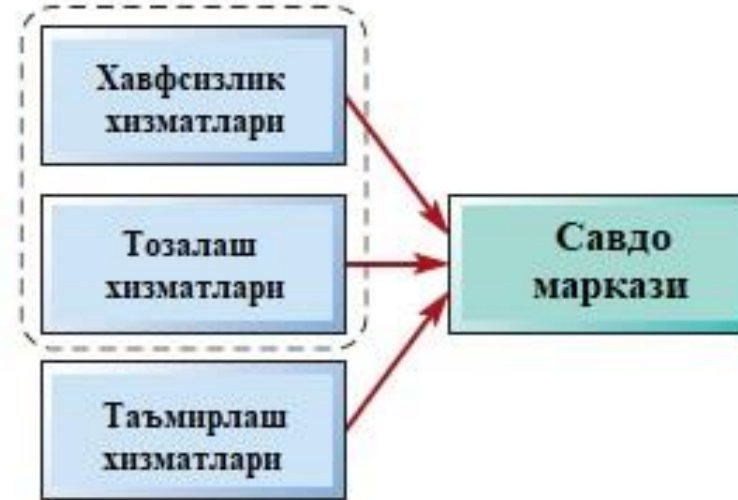 Хавфсизлик
хизматлари
Тозалаш
хизматлари
Савдо
маркази
Таъмирлаш
хизматлари